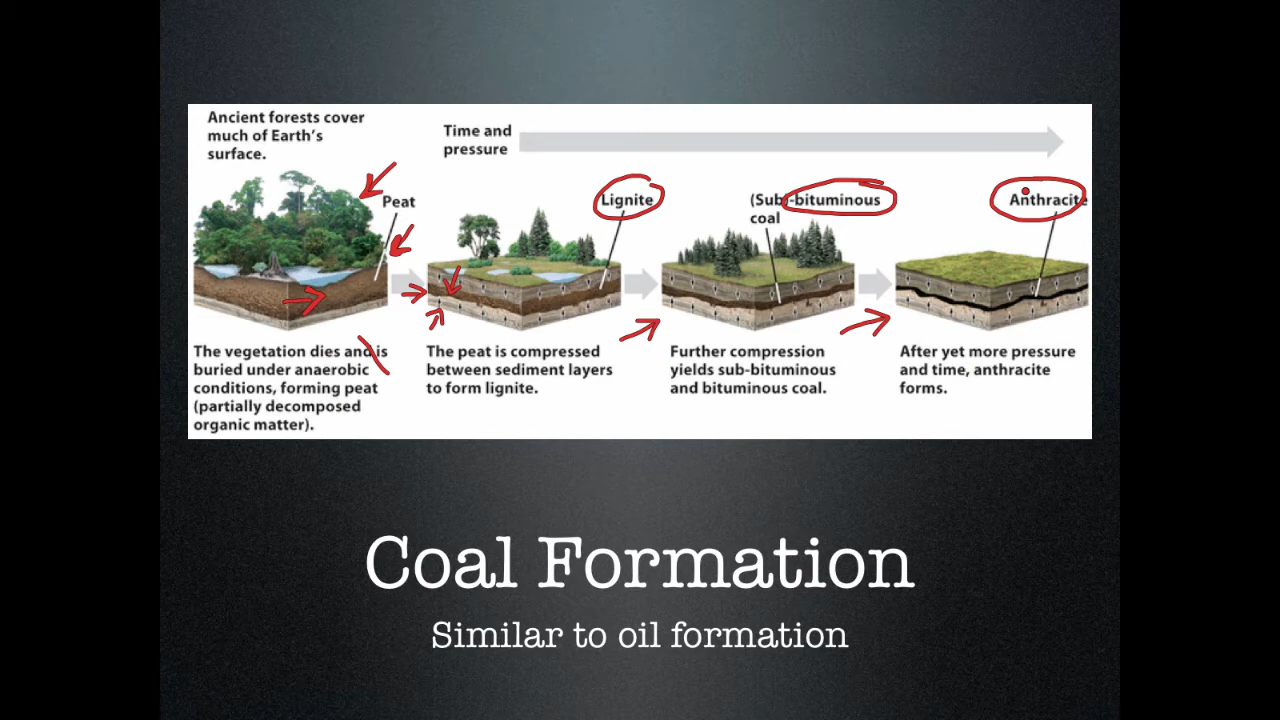 Ancient forests cover
much of Earth's
surface.
Time and
pressure
Peat
Lignite
(Sub)-bituminous
coal
Anthracite
The vegetation dies and is
buried under anaerobic
conditions, forming peat
(partially decomposed
organic matter).
The peat is compressed
between sediment layers
to form lignite.
Further compression
yields sub-bituminous
and bituminous coal.
After yet more pressure
and time, anthracite
forms.
Coal Formation
Similar to oil formation